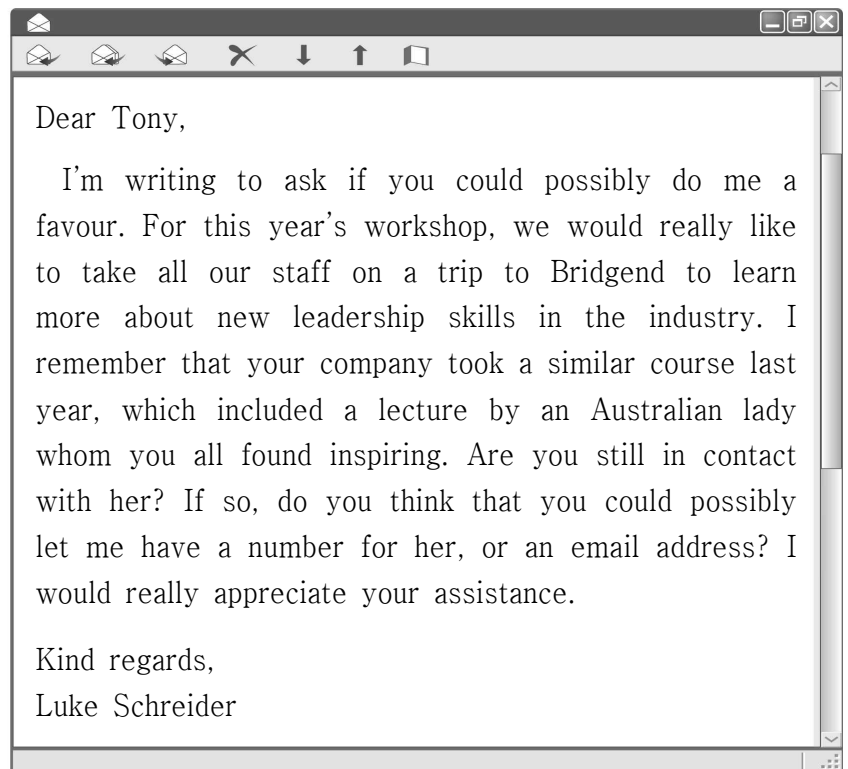 Dear Tony,
I'm writing to ask if you could possibly do me a
favour. For this year's workshop, we would really like
to take all our staff on a trip to Bridgend to learn
more about new leadership skills in the industry. I
remember that your company took a similar course last
year, which included a lecture by an Australian lady
whom you all found inspiring. Are you still in contact
with her? If so, do you think that you could possibly
let me have a number for her, or an email address? I
would really appreciate your assistance.
Kind regards,
Luke Schreider